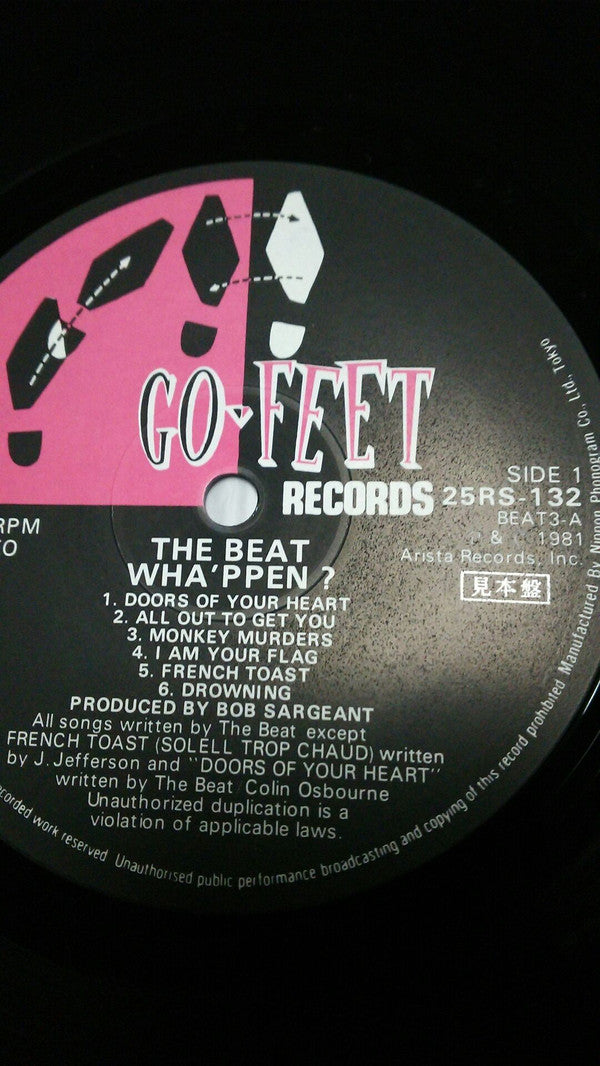 GO-FEET
RECORDS
SIDE 1
25RS-132
BEAT3-A
℗ & © 1981
Arista Records, Inc.
見本盤
RPM
THE BEAT
WHA'PPEN ?
1. DOORS OF YOUR HEART
2. ALL OUT TO GET YOU
3. MONKEY MURDERS
4. I AM YOUR FLAG
5. FRENCH TOAST
6. DROWNING
PRODUCED BY BOB SARGEANT
All songs written by The Beat except
FRENCH TOAST (SOLELL TROP CHAUD) written
by J. Jefferson and "DOORS OF YOUR HEART"
written by The Beat Colin Osbourne
Unauthorized duplication is a
violation of applicable laws.
recorded work reserved Unauthorised public performance broadcasting and copying of this record prohibited Manufactured By Nippon Phonogram Co., Ltd., Tokyo